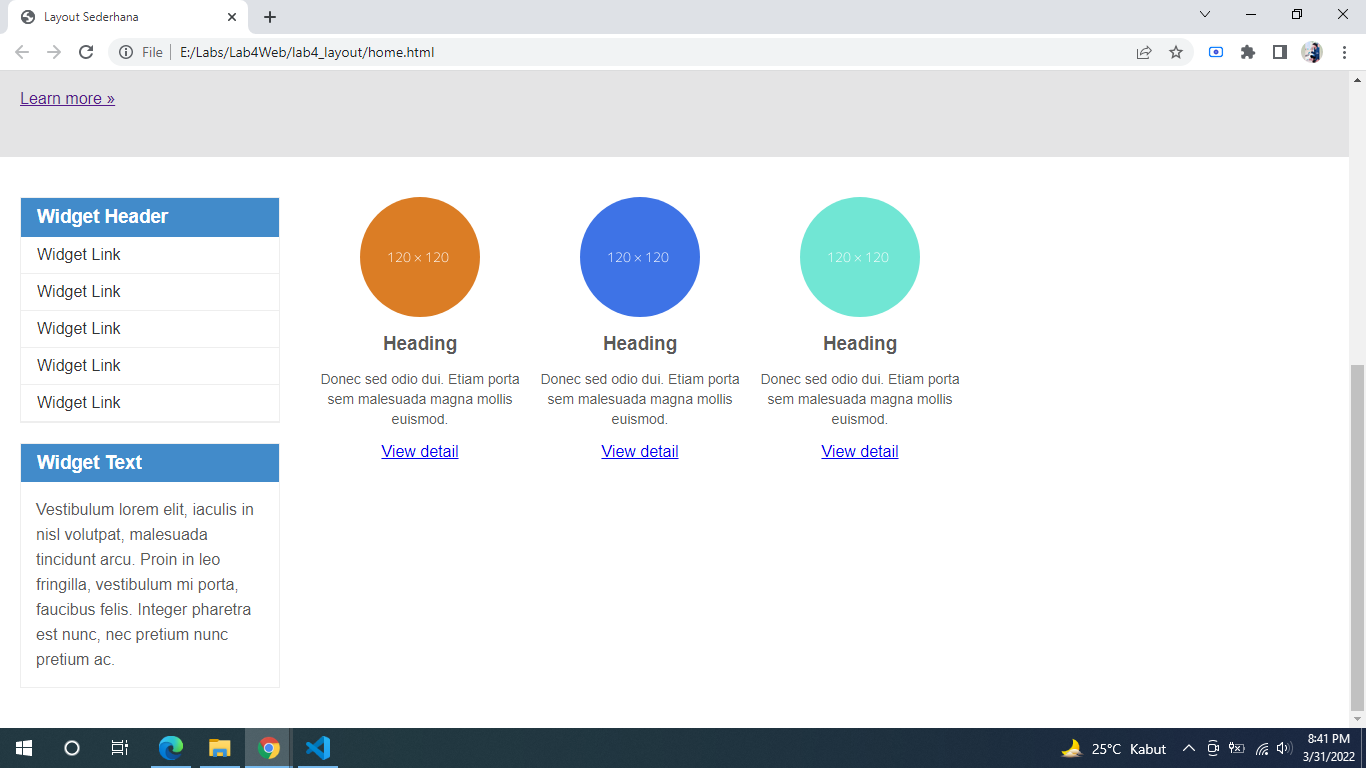 Layout Sederhana
File | E:/Labs/Lab4Web/lab4_layout/home.html
Learn more »
Widget Header
Widget Link
Widget Link
Widget Link
Widget Link
Widget Link
Widget Text
Vestibulum lorem elit, iaculis in
nisl volutpat, malesuada
tincidunt arcu. Proin in leo
fringilla, vestibulum mi porta,
faucibus felis. Integer pharetra
est nunc, nec pretium nunc
pretium ac.
120 × 120
Heading
Donec sed odio dui. Etiam porta
sem malesuada magna mollis
euismod.
View detail
120 × 120
Heading
Donec sed odio dui. Etiam porta
sem malesuada magna mollis
euismod.
View detail
120 × 120
Heading
Donec sed odio dui. Etiam porta
sem malesuada magna mollis
euismod.
View detail
25°C Kabut
8:41 PM
3/31/2022